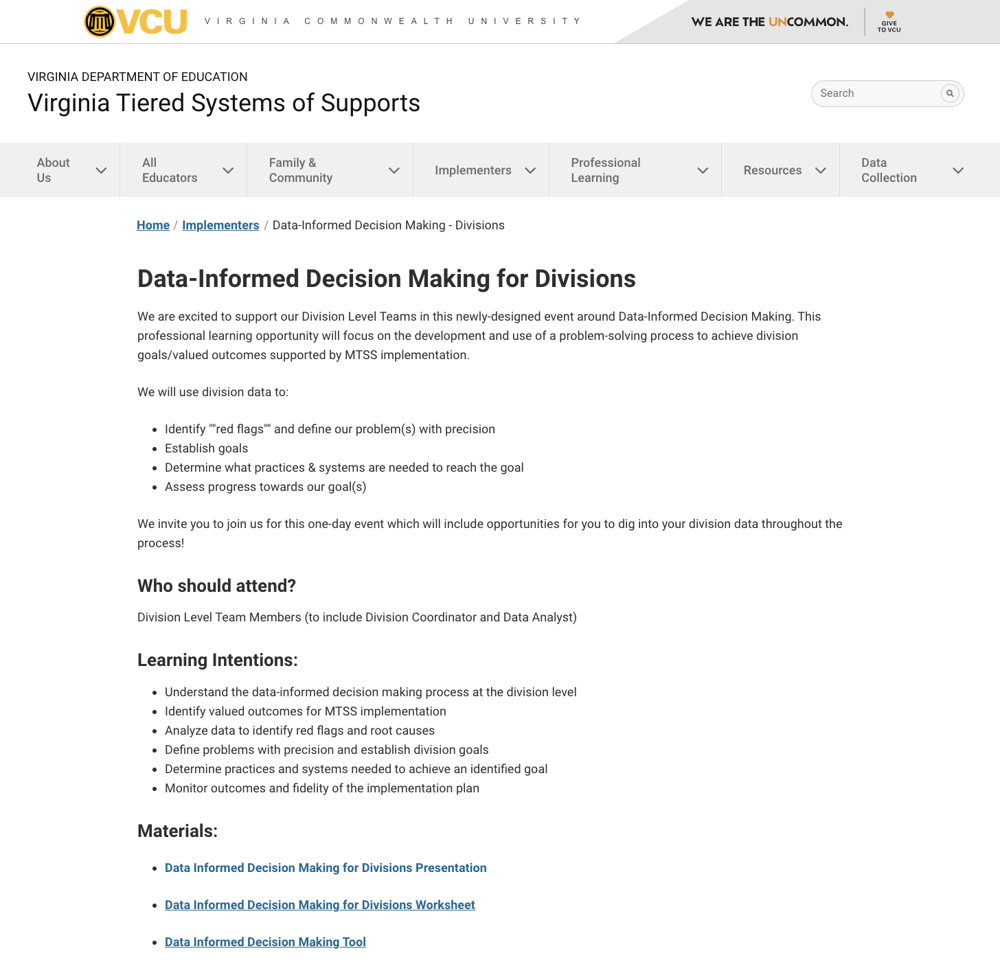 VCU VIRGINIA COMMONWEALTH UNIVERSITY
WE ARE THE UNCOMMON.
GIVE
TO VCU
VIRGINIA DEPARTMENT OF EDUCATION
Virginia Tiered Systems of Supports
Search
About
Us
All
Educators
Family &
Community
Implementers
Professional
Learning
Resources
Data
Collection
Home / Implementers / Data-Informed Decision Making - Divisions
Data-Informed Decision Making for Divisions
We are excited to support our Division Level Teams in this newly-designed event around Data-Informed Decision Making. This
professional learning opportunity will focus on the development and use of a problem-solving process to achieve division
goals/valued outcomes supported by MTSS implementation.
We will use division data to:
• Identify ""red flags"" and define our problem(s) with precision
• Establish goals
• Determine what practices & systems are needed to reach the goal
• Assess progress towards our goal(s)
We invite you to join us for this one-day event which will include opportunities for you to dig into your division data throughout the
process!
Who should attend?
Division Level Team Members (to include Division Coordinator and Data Analyst)
Learning Intentions:
• Understand the data-informed decision making process at the division level
• Identify valued outcomes for MTSS implementation
• Analyze data to identify red flags and root causes
• Define problems with precision and establish division goals
• Determine practices and systems needed to achieve an identified goal
• Monitor outcomes and fidelity of the implementation plan
Materials:
• Data Informed Decision Making for Divisions Presentation
• Data Informed Decision Making for Divisions Worksheet
• Data Informed Decision Making Tool